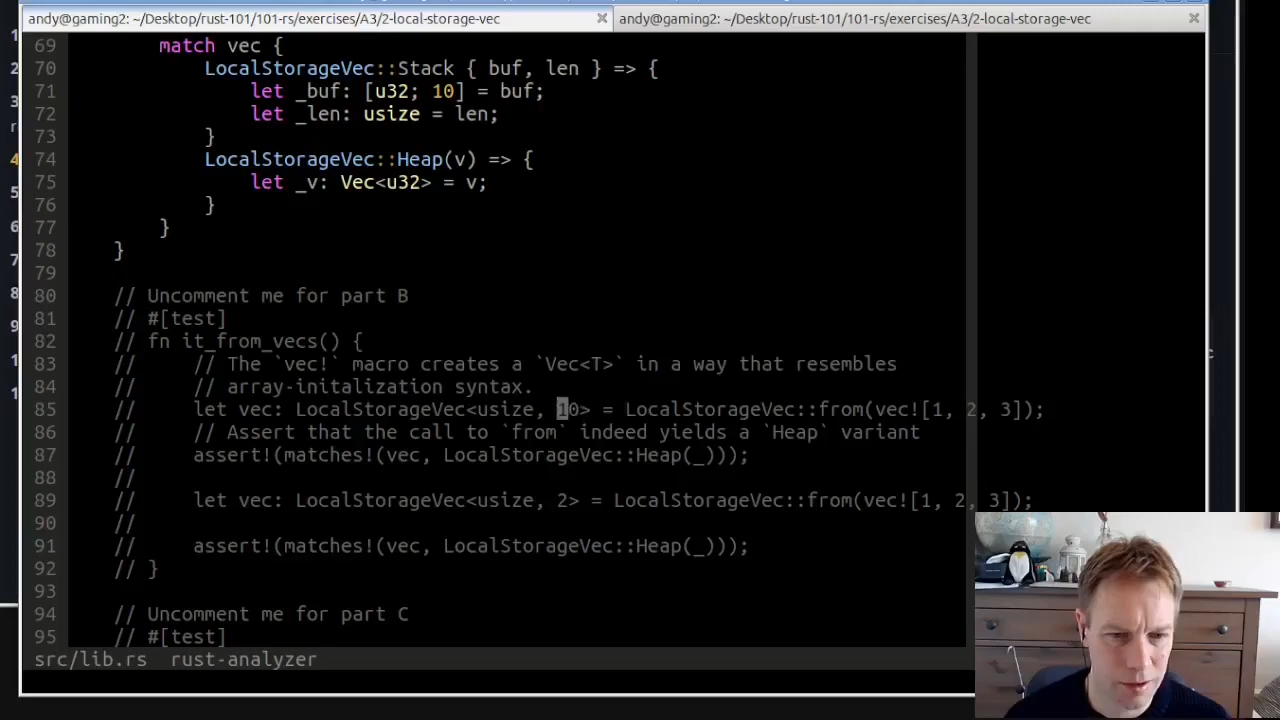 andy@gaming2: ~/Desktop/rust-101/101-rs/exercises/A3/2-local-storage-vec
andy@gaming2: ~/Desktop/rust-101/101-rs/exercises/A3/2-local-storage-vec
69         match vec {
70             LocalStorageVec::Stack { buf, len } => {
71                 let _buf: [u32; 10] = buf;
72                 let _len: usize = len;
73             }
74             LocalStorageVec::Heap(v) => {
75                 let _v: Vec<u32> = v;
76             }
77         }
78     }
79
80     // Uncomment me for part B
81     // #[test]
82     // fn it_from_vecs() {
83     //     // The `vec!` macro creates a `Vec<T>` in a way that resembles
84     //     // array-initalization syntax.
85     //     let vec: LocalStorageVec<usize, 10> = LocalStorageVec::from(vec![1, 2, 3]);
86     //     // Assert that the call to `from` indeed yields a `Heap` variant
87     //     assert!(matches!(vec, LocalStorageVec::Heap(_)));
88     //
89     //     let vec: LocalStorageVec<usize, 2> = LocalStorageVec::from(vec![1, 2, 3]);
90     //
91     //     assert!(matches!(vec, LocalStorageVec::Heap(_)));
92     // }
93
94     // Uncomment me for part C
95     // #[test]
src/lib.rs  rust-analyzer